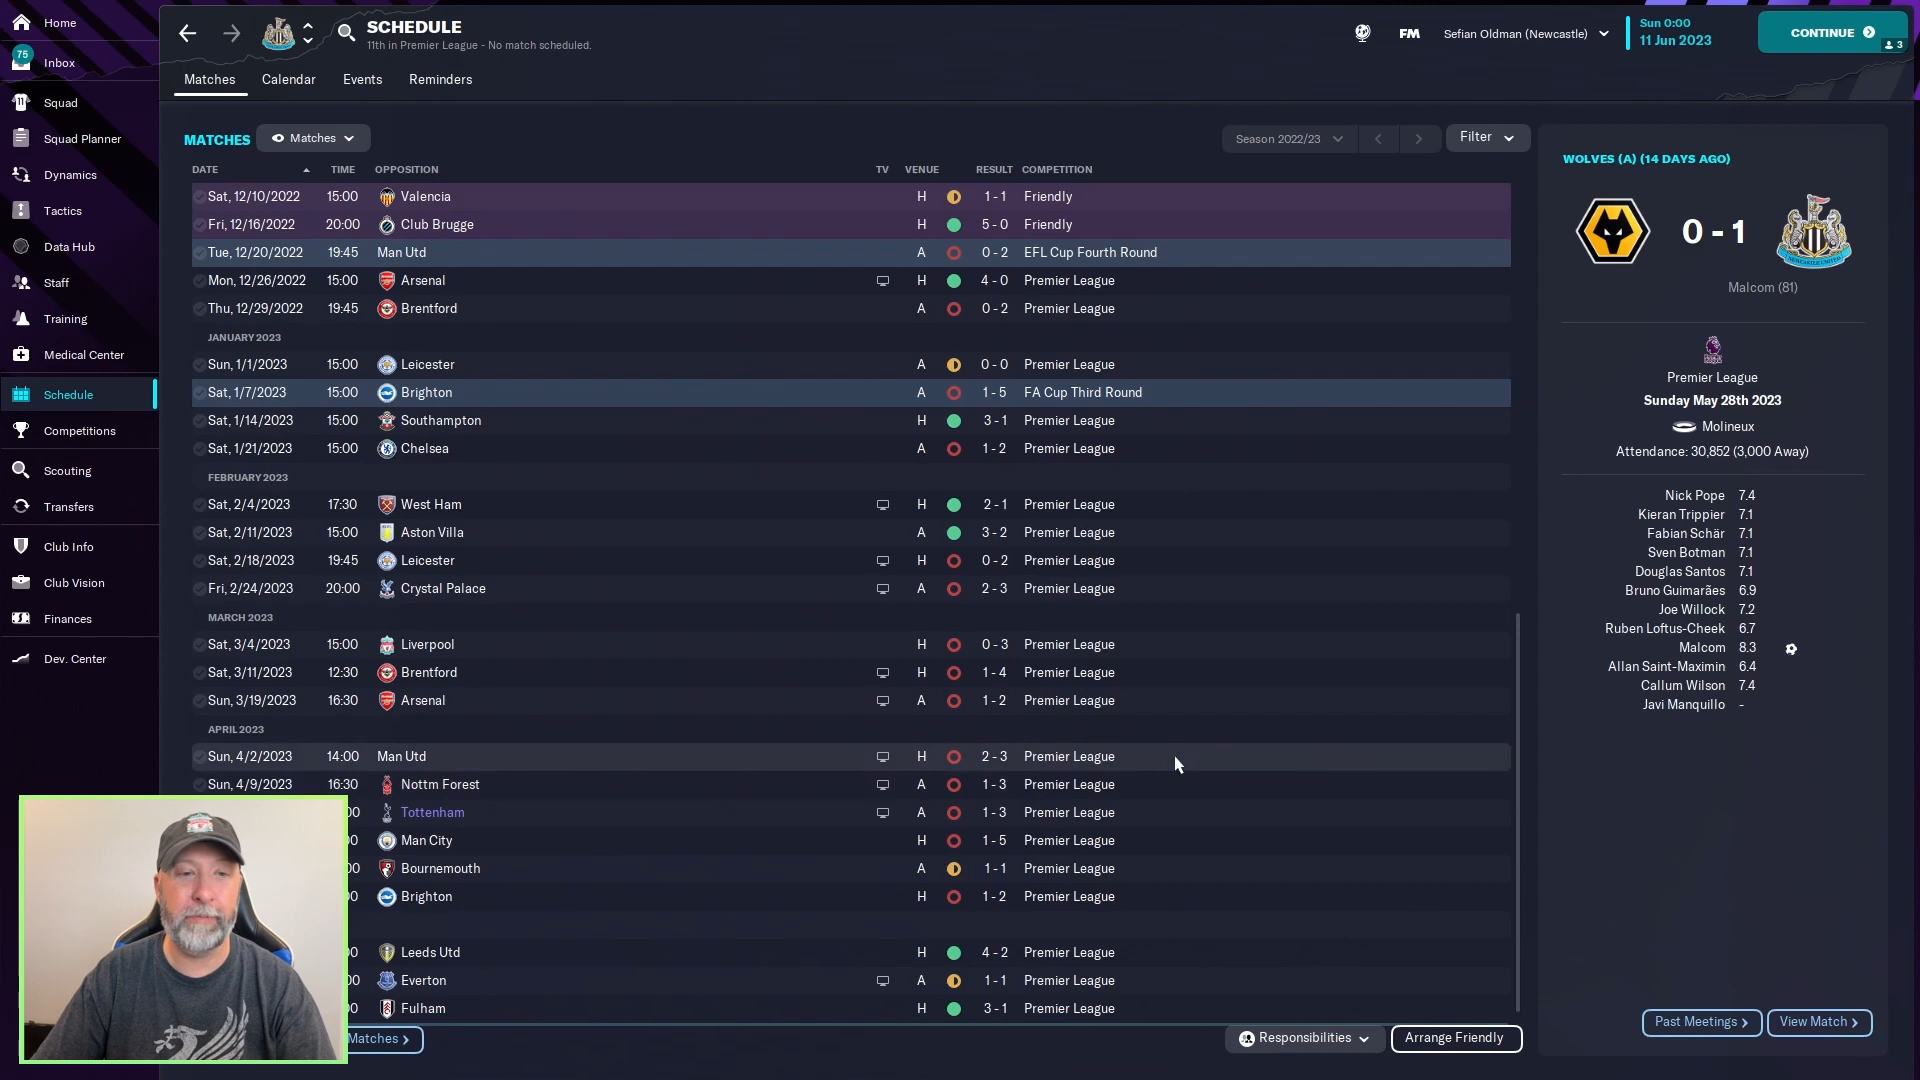 Home
75
Inbox
Squad
Squad Planner
Dynamics
Tactics
Data Hub
Staff
Training
Medical Center
Schedule
Competitions
Scouting
Transfers
Club Info
Club Vision
Finances
Dev. Center
SCHEDULE
11th in Premier League - No match scheduled.
FM
Sefian Oldman (Newcastle)
Sun 0:00
11 Jun 2023
CONTINUE
3
Matches Calendar Events Reminders
MATCHES Matches Season 2022/23 Filter
DATE TIME OPPOSITION TV VENUE RESULT COMPETITION
Sat, 12/10/2022 15:00 Valencia H 1 - 1 Friendly
Fri, 12/16/2022 20:00 Club Brugge H 5 - 0 Friendly
Tue, 12/20/2022 19:45 Man Utd A 0 - 2 EFL Cup Fourth Round
Mon, 12/26/2022 15:00 Arsenal H 4 - 0 Premier League
Thu, 12/29/2022 19:45 Brentford A 0 - 2 Premier League
JANUARY 2023
Sun, 1/1/2023 15:00 Leicester A 0 - 0 Premier League
Sat, 1/7/2023 15:00 Brighton A 1 - 5 FA Cup Third Round
Sat, 1/14/2023 15:00 Southampton H 3 - 1 Premier League
Sat, 1/21/2023 15:00 Chelsea A 1 - 2 Premier League
FEBRUARY 2023
Sat, 2/4/2023 17:30 West Ham H 2 - 1 Premier League
Sat, 2/11/2023 15:00 Aston Villa A 3 - 2 Premier League
Sat, 2/18/2023 19:45 Leicester H 0 - 2 Premier League
Fri, 2/24/2023 20:00 Crystal Palace A 2 - 3 Premier League
MARCH 2023
Sat, 3/4/2023 15:00 Liverpool H 0 - 3 Premier League
Sat, 3/11/2023 12:30 Brentford H 1 - 4 Premier League
Sun, 3/19/2023 16:30 Arsenal A 1 - 2 Premier League
APRIL 2023
Sun, 4/2/2023 14:00 Man Utd H 2 - 3 Premier League
Sun, 4/9/2023 16:30 Nottm Forest A 1 - 3 Premier League
00 Tottenham A 1 - 3 Premier League
00 Man City H 1 - 5 Premier League
00 Bournemouth A 1 - 1 Premier League
00 Brighton H 1 - 2 Premier League
00 Leeds Utd H 4 - 2 Premier League
00 Everton A 1 - 1 Premier League
00 Fulham H 3 - 1 Premier League
Matches
Responsibilities
Arrange Friendly
WOLVES (A) (14 DAYS AGO)
0 - 1
Malcom (81)
Premier League
Sunday May 28th 2023
Molineux
Attendance: 30,852 (3,000 Away)
Nick Pope 7.4
Kieran Trippier 7.1
Fabian Schär 7.1
Sven Botman 7.1
Douglas Santos 7.1
Bruno Guimarães 6.9
Joe Willock 7.2
Ruben Loftus-Cheek 6.7
Malcom 8.3
Allan Saint-Maximin 6.4
Callum Wilson 7.4
Javi Manquillo -
Past Meetings
View Match